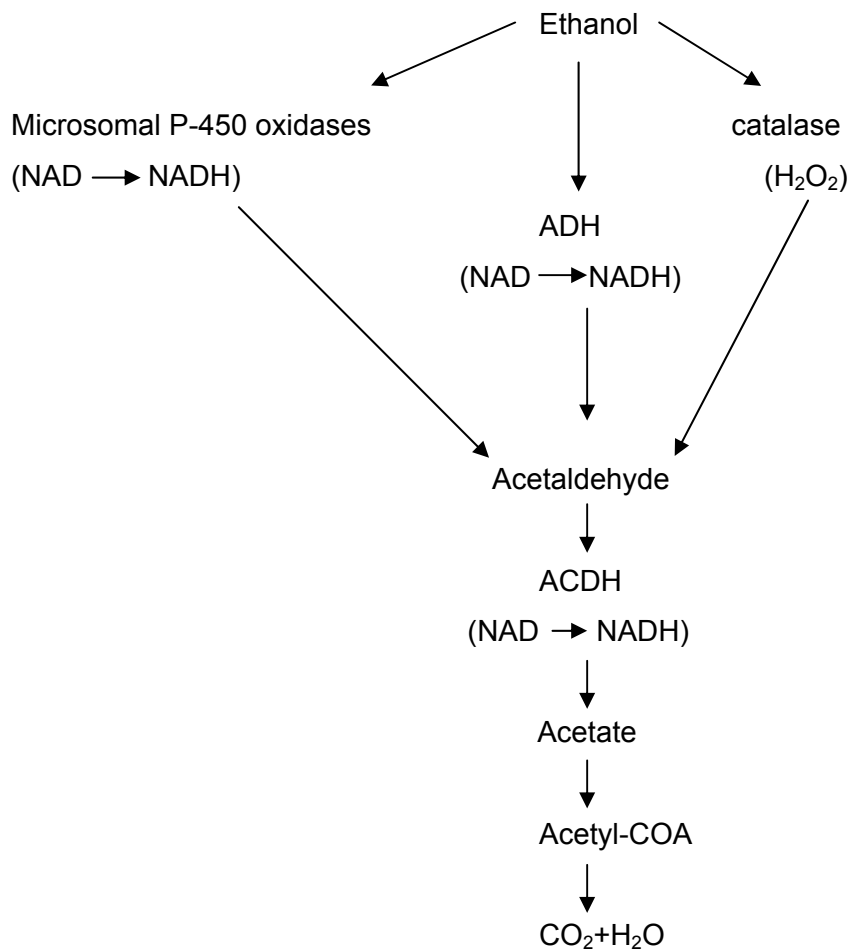 Ethanol
Microsomal P-450 oxidases
catalase
(NAD → NADH)
(H₂O₂)
ADH
(NAD → NADH)
Acetaldehyde
ACDH
(NAD → NADH)
Acetate
Acetyl-COA
CO₂+H₂O